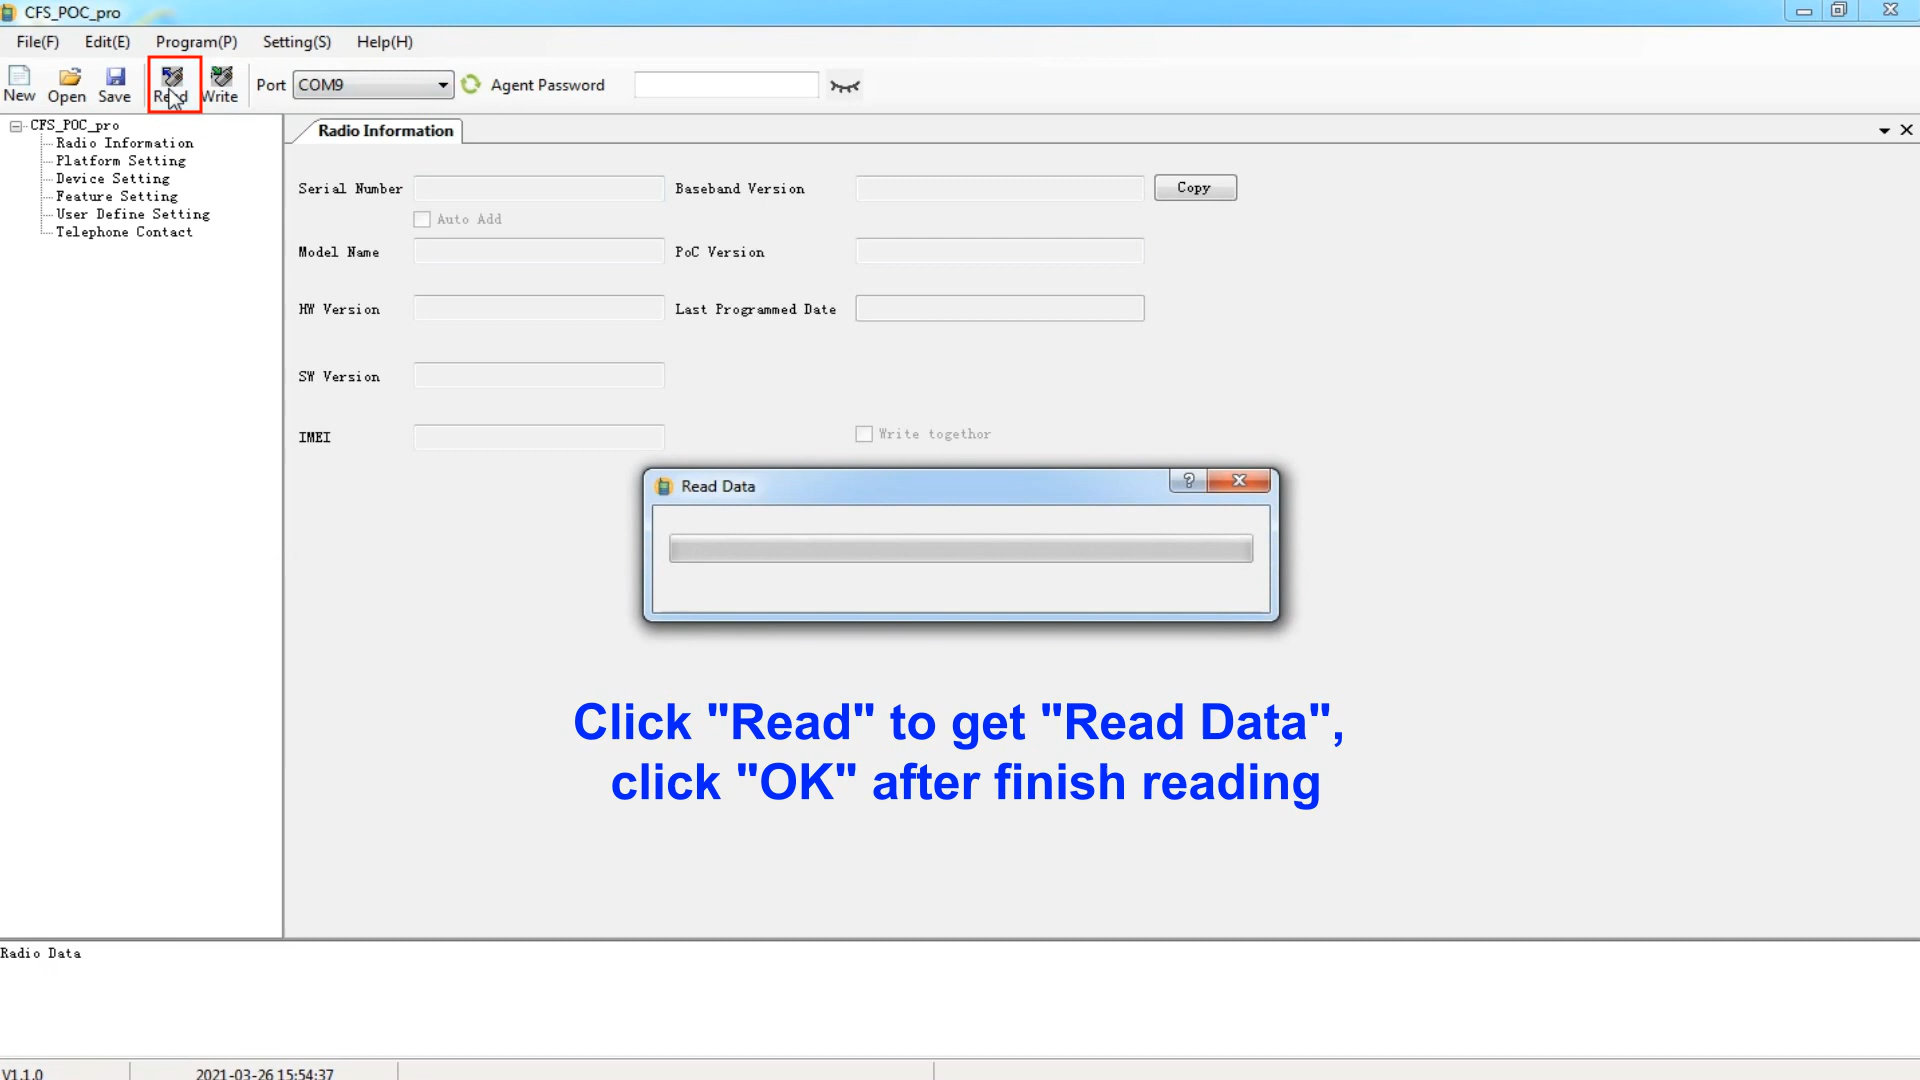 CFS_POC_pro
File(F) Edit(E) Program(P) Setting(S) Help(H)
New Open Save Read Write Port COM9 Agent Password
CFS_POC_pro
Radio Information
Platform Setting
Device Setting
Feature Setting
User Define Setting
Telephone Contact
Radio Information
Serial Number Baseband Version Copy
Auto Add
Model Name PoC Version
HW Version Last Programmed Date
SW Version
IMEI Write togethor
Read Data
Click "Read" to get "Read Data",
click "OK" after finish reading
Radio Data
V1.1.0 2021-03-26 15:54:37